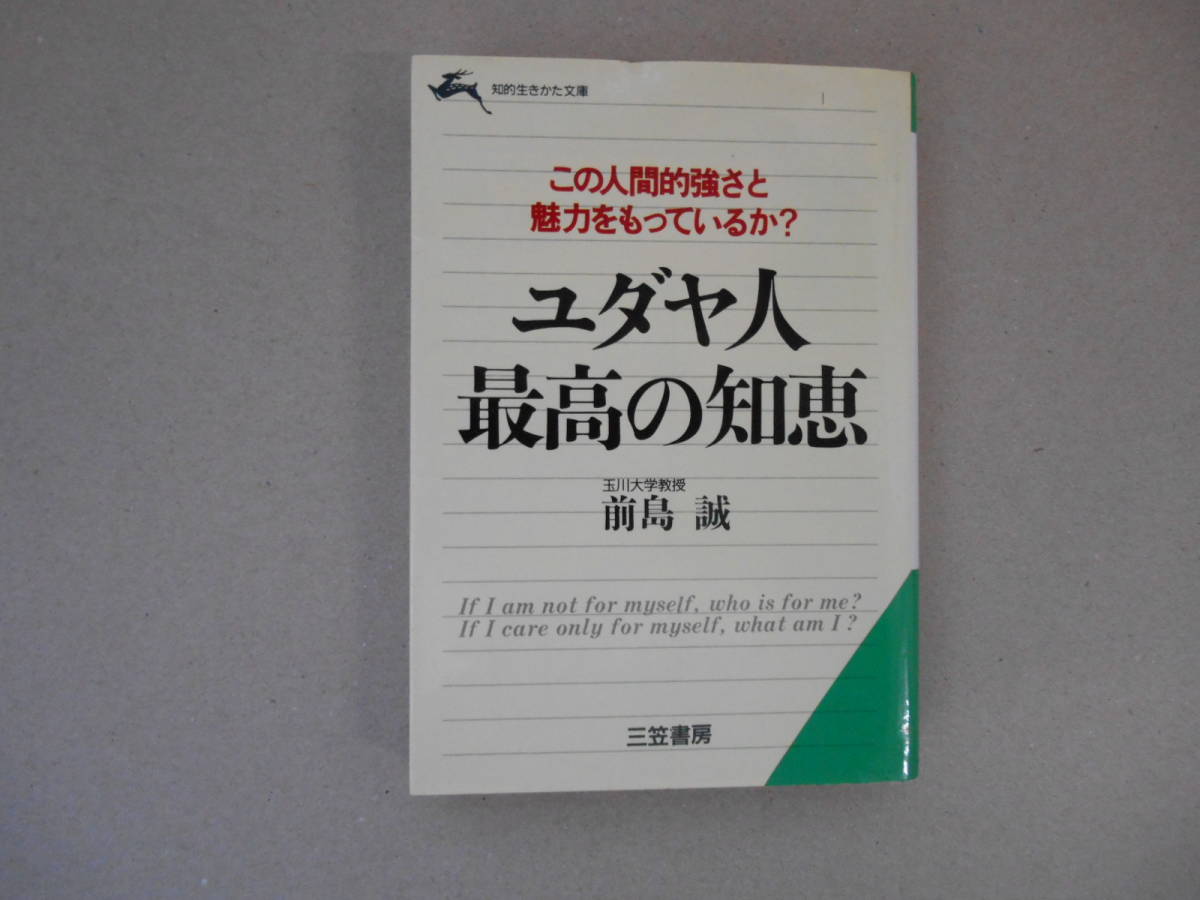 知的生きかた文庫
この人間的強さと
魅力をもっているか?
ユダヤ人
最高の知恵
玉川大学教授
前島 誠
If I am not for myself, who is for me?
If I care only for myself, what am I?
三笠書房